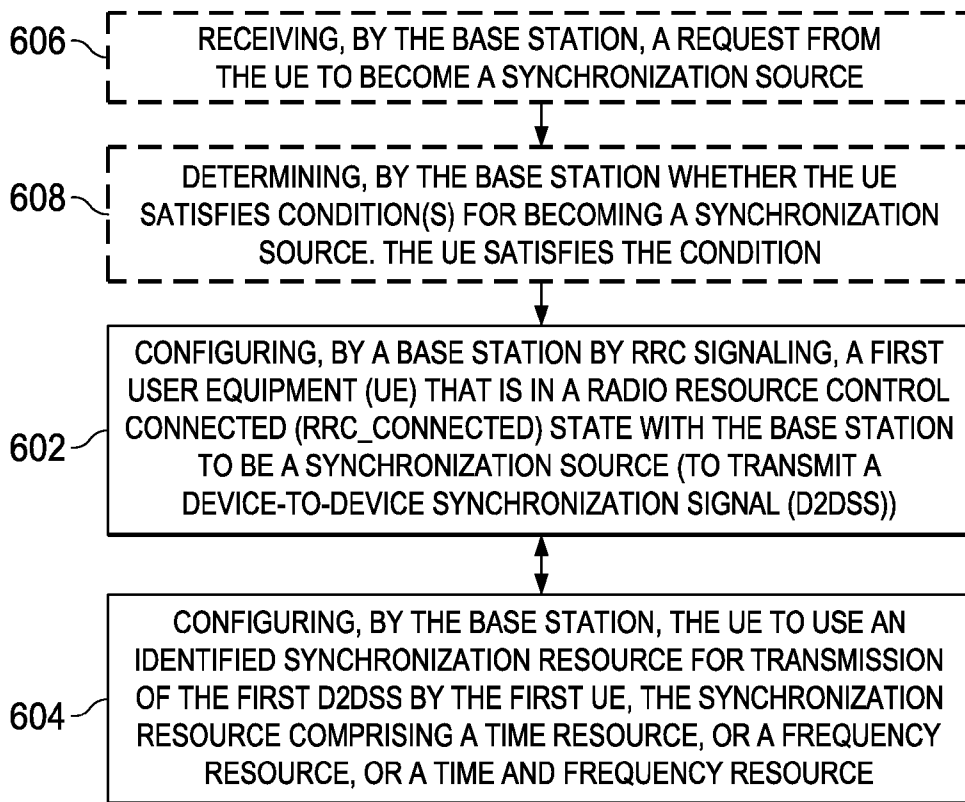 606
RECEIVING, BY THE BASE STATION, A REQUEST FROM
THE UE TO BECOME A SYNCHRONIZATION SOURCE
608
DETERMINING, BY THE BASE STATION WHETHER THE UE
SATISFIES CONDITION(S) FOR BECOMING A SYNCHRONIZATION
SOURCE. THE UE SATISFIES THE CONDITION
602
CONFIGURING, BY A BASE STATION BY RRC SIGNALING, A FIRST
USER EQUIPMENT (UE) THAT IS IN A RADIO RESOURCE CONTROL
CONNECTED (RRC_CONNECTED) STATE WITH THE BASE STATION
TO BE A SYNCHRONIZATION SOURCE (TO TRANSMIT A
DEVICE-TO-DEVICE SYNCHRONIZATION SIGNAL (D2DSS))
604
CONFIGURING, BY THE BASE STATION, THE UE TO USE AN
IDENTIFIED SYNCHRONIZATION RESOURCE FOR TRANSMISSION
OF THE FIRST D2DSS BY THE FIRST UE, THE SYNCHRONIZATION
RESOURCE COMPRISING A TIME RESOURCE, OR A FREQUENCY
RESOURCE, OR A TIME AND FREQUENCY RESOURCE